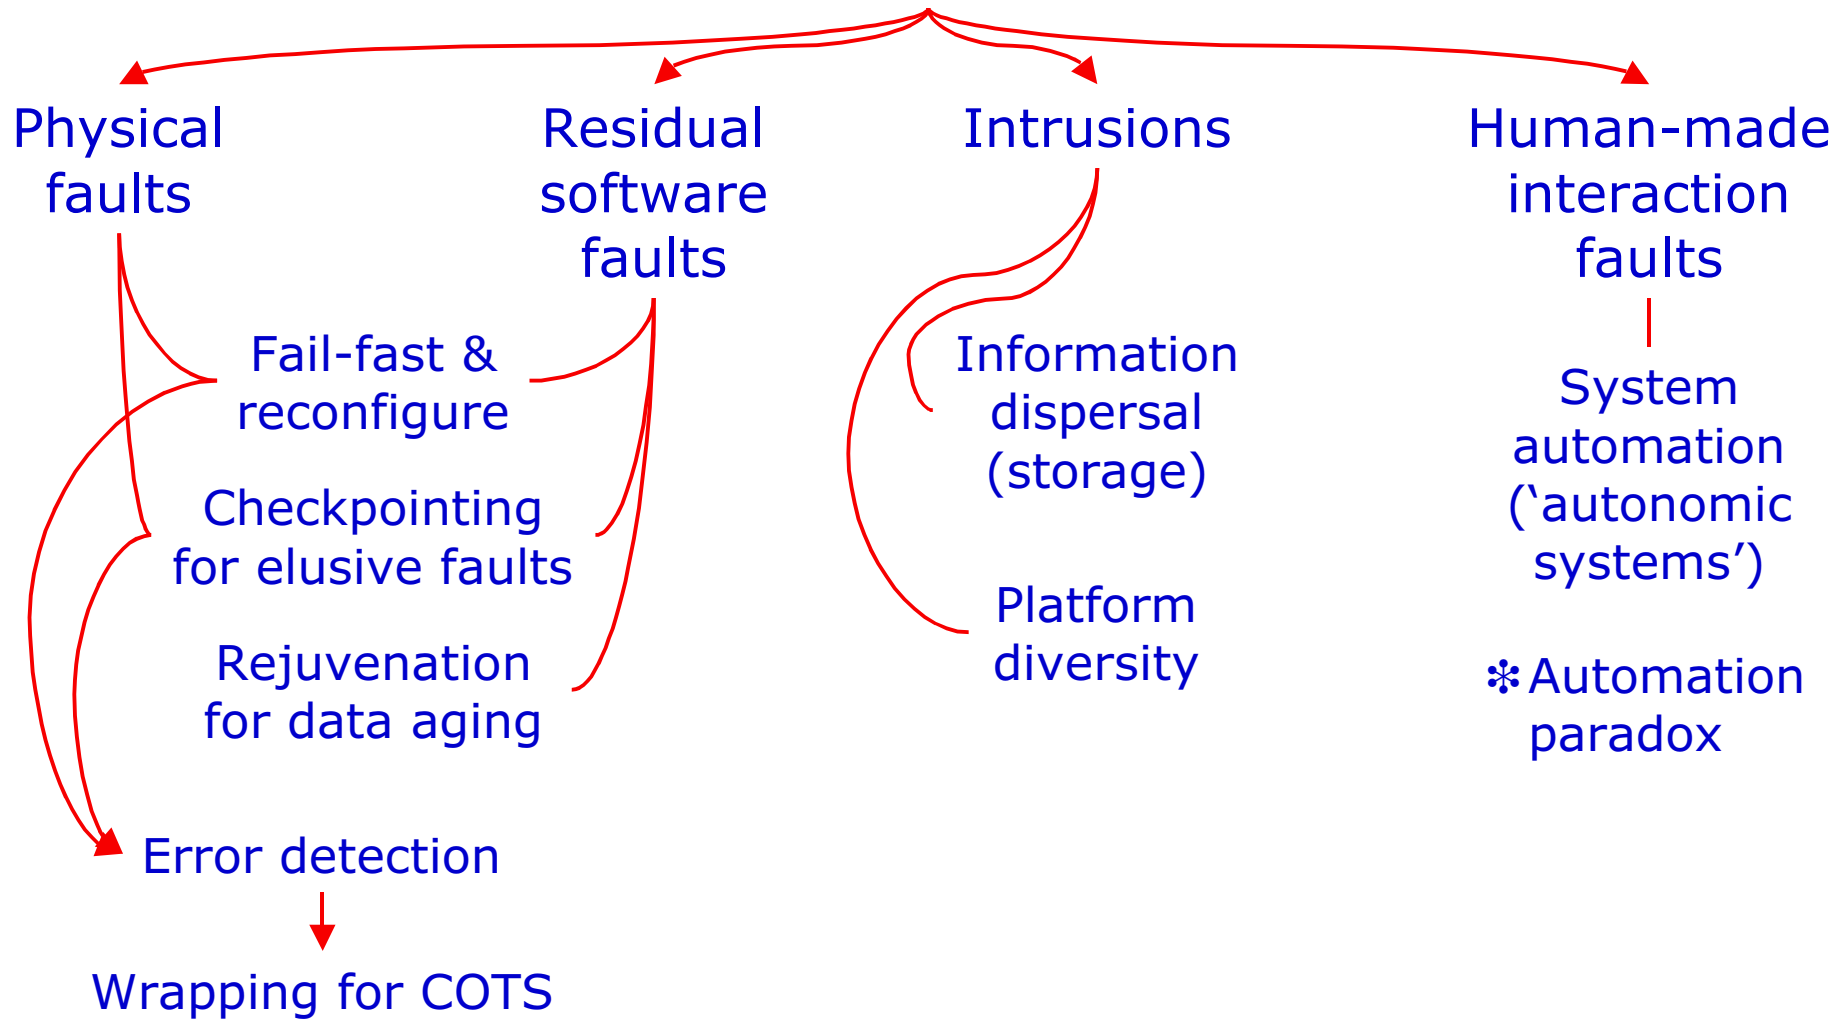 Physical
faults
Residual
software
faults
Intrusions
Human-made
interaction
faults
Fail-fast &
reconfigure
Checkpointing
for elusive faults
Rejuvenation
for data aging
Information
dispersal
(storage)
Platform
diversity
System
automation
(‘autonomic
systems’)
❇ Automation
paradox
Error detection
Wrapping for COTS